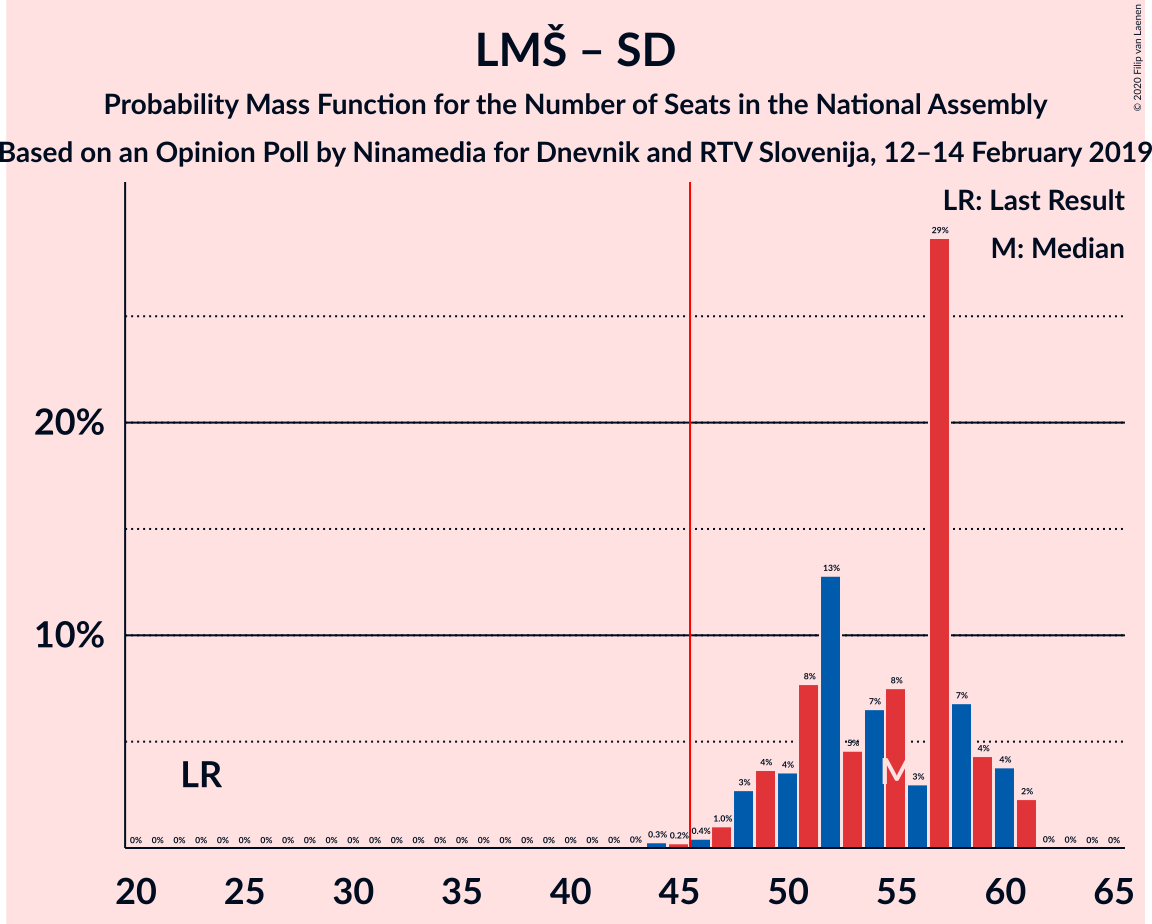 LMŠ – SD
Probability Mass Function for the Number of Seats in the National Assembly
Based on an Opinion Poll by Ninamedia for Dnevnik and RTV Slovenija, 12–14 February 2019
© 2020 Filip van Laenen
LR: Last Result
M: Median
20%
10%
LR
M
0% 0% 0% 0% 0% 0% 0% 0% 0% 0% 0% 0% 0% 0% 0% 0% 0% 0% 0% 0% 0% 0% 0% 0% 0.3% 0.2% 0.4% 1.0% 3% 4% 4% 8% 13% 5% 7% 8% 3% 29% 7% 4% 4% 2% 0% 0% 0% 0%
20 25 30 35 40 45 50 55 60 65